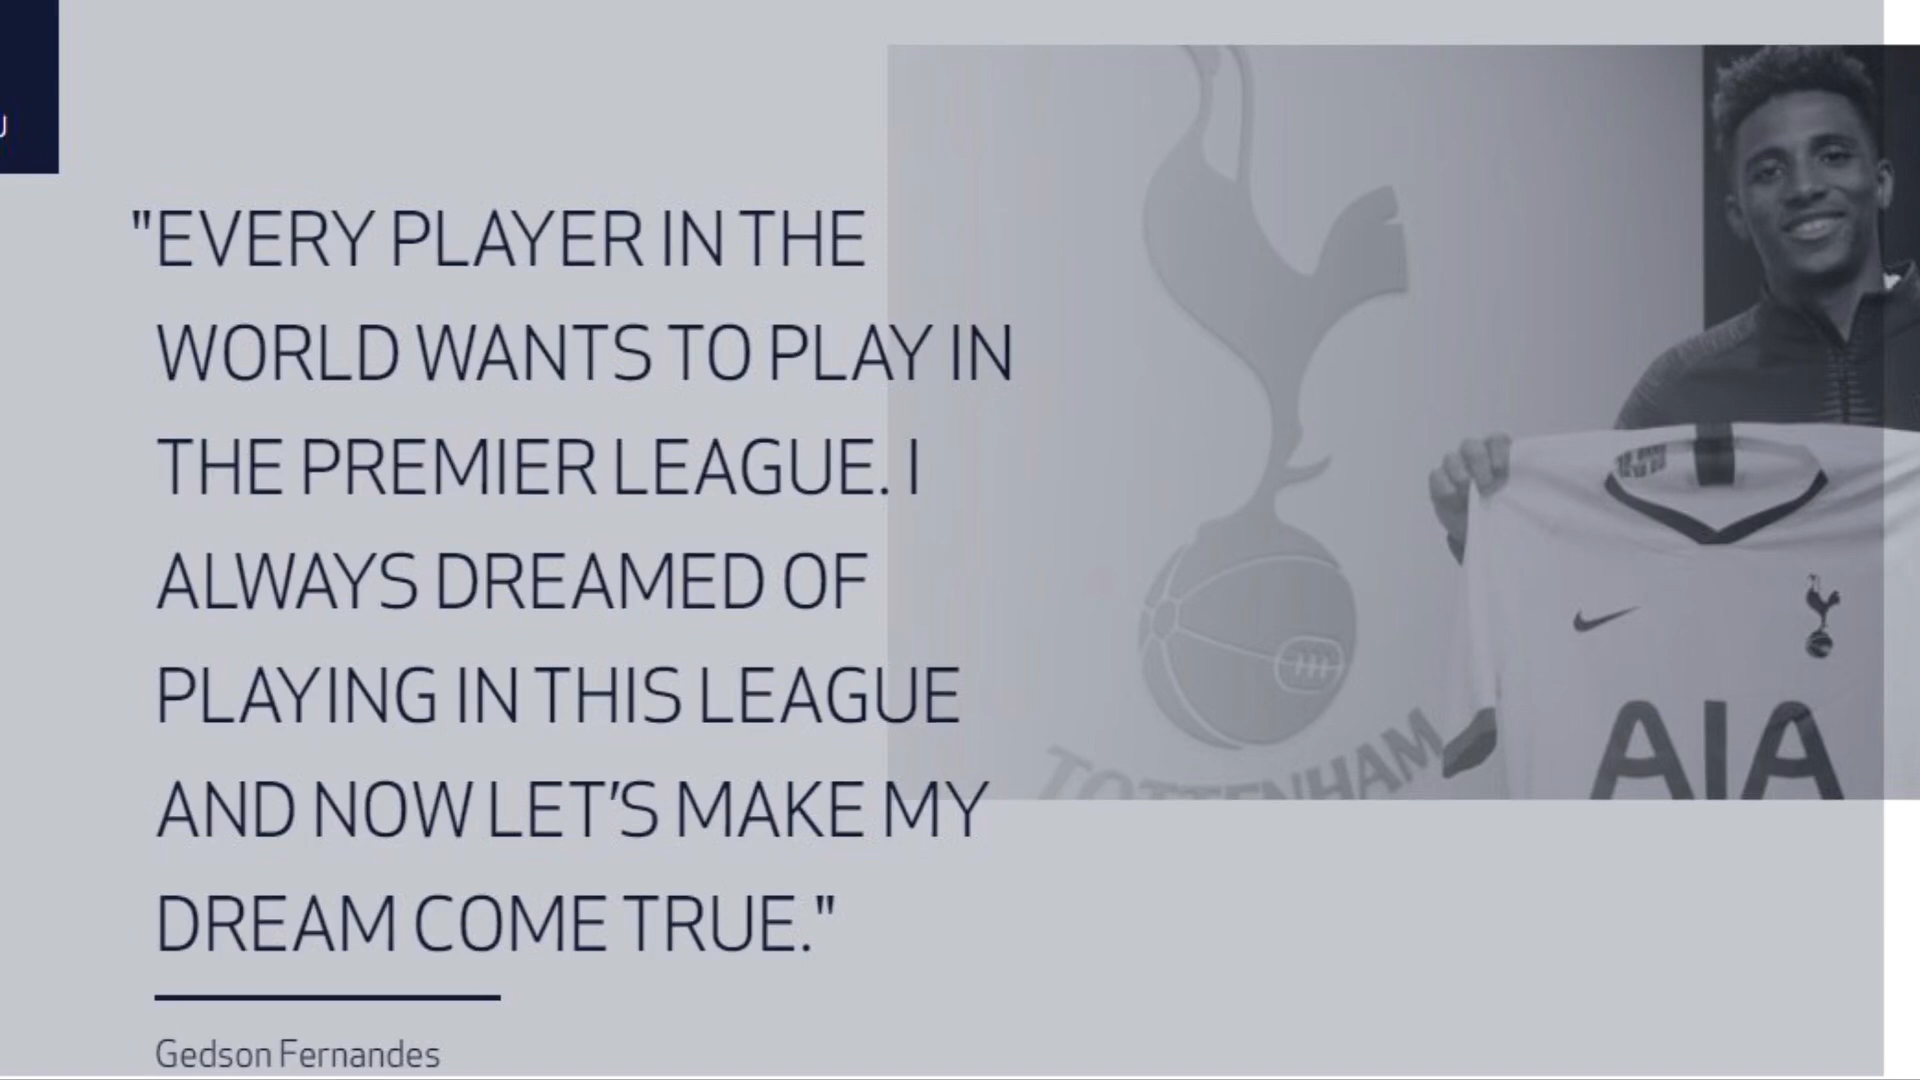 "EVERY PLAYER IN THE
WORLD WANTS TO PLAY IN
THE PREMIER LEAGUE. I
ALWAYS DREAMED OF
PLAYING IN THIS LEAGUE
AND NOW LET’S MAKE MY
DREAM COME TRUE."
Gedson Fernandes
TOTTENHAM
AIA